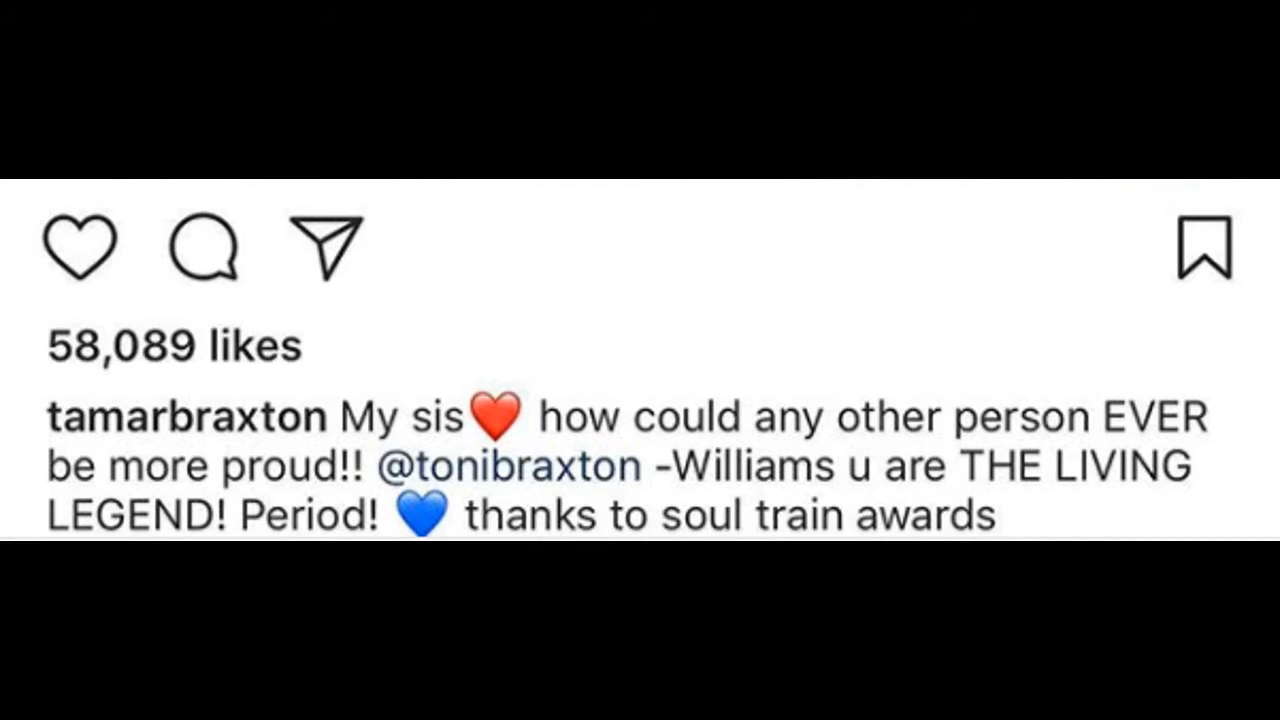 58,089 likes
tamarbraxton My sis❤️ how could any other person EVER
be more proud!! @tonibraxton -Williams u are THE LIVING
LEGEND! Period! 💙 thanks to soul train awards